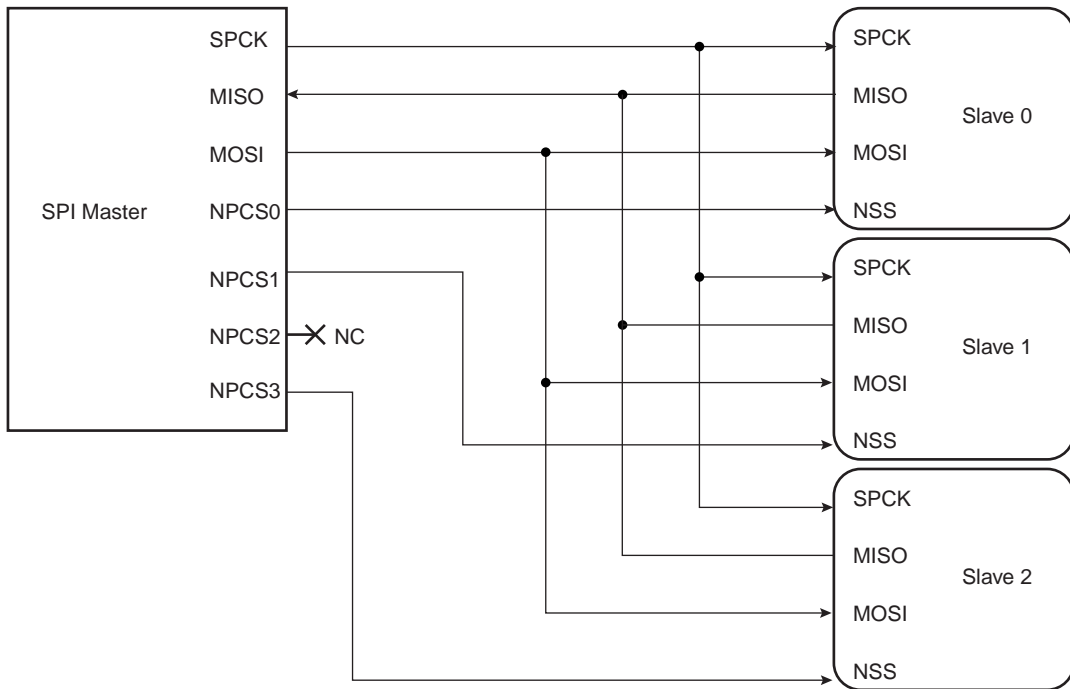 SPI Master
SPCK
MISO
MOSI
NPCS0
NPCS1
NPCS2
NC
NPCS3
SPCK
MISO
Slave 0
MOSI
NSS
SPCK
MISO
Slave 1
MOSI
NSS
SPCK
MISO
Slave 2
MOSI
NSS